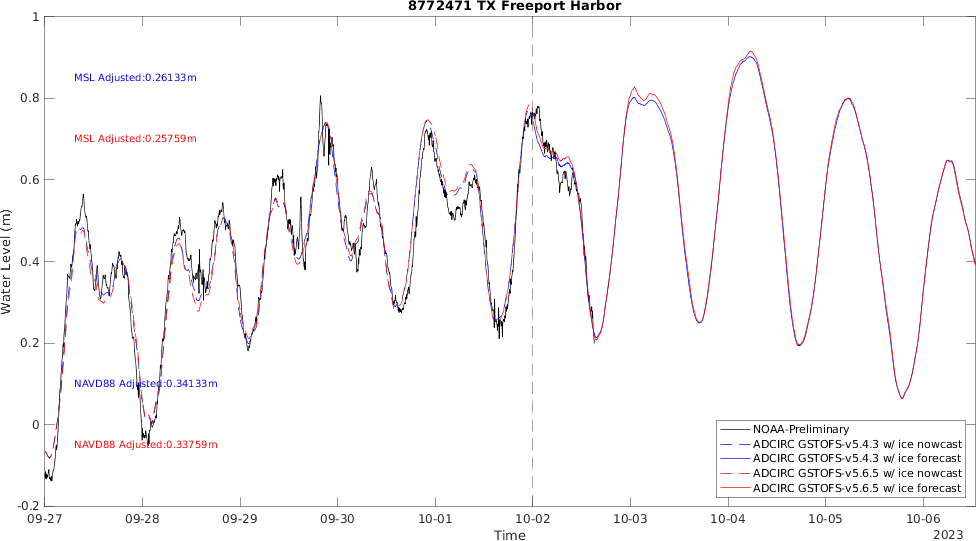 8772471 TX Freeport Harbor
1
0.8
0.6
0.4
0.2
0
-0.2
Water Level (m)
MSL Adjusted:0.26133m
MSL Adjusted:0.25759m
NAVD88 Adjusted:0.34133m
NAVD88 Adjusted:0.33759m
NOAA-Preliminary
ADCIRC GSTOFS-v5.4.3 w/ ice nowcast
ADCIRC GSTOFS-v5.4.3 w/ ice forecast
ADCIRC GSTOFS-v5.6.5 w/ ice nowcast
ADCIRC GSTOFS-v5.6.5 w/ ice forecast
09-27 09-28 09-29 09-30 10-01 10-02 10-03 10-04 10-05 10-06
Time
2023